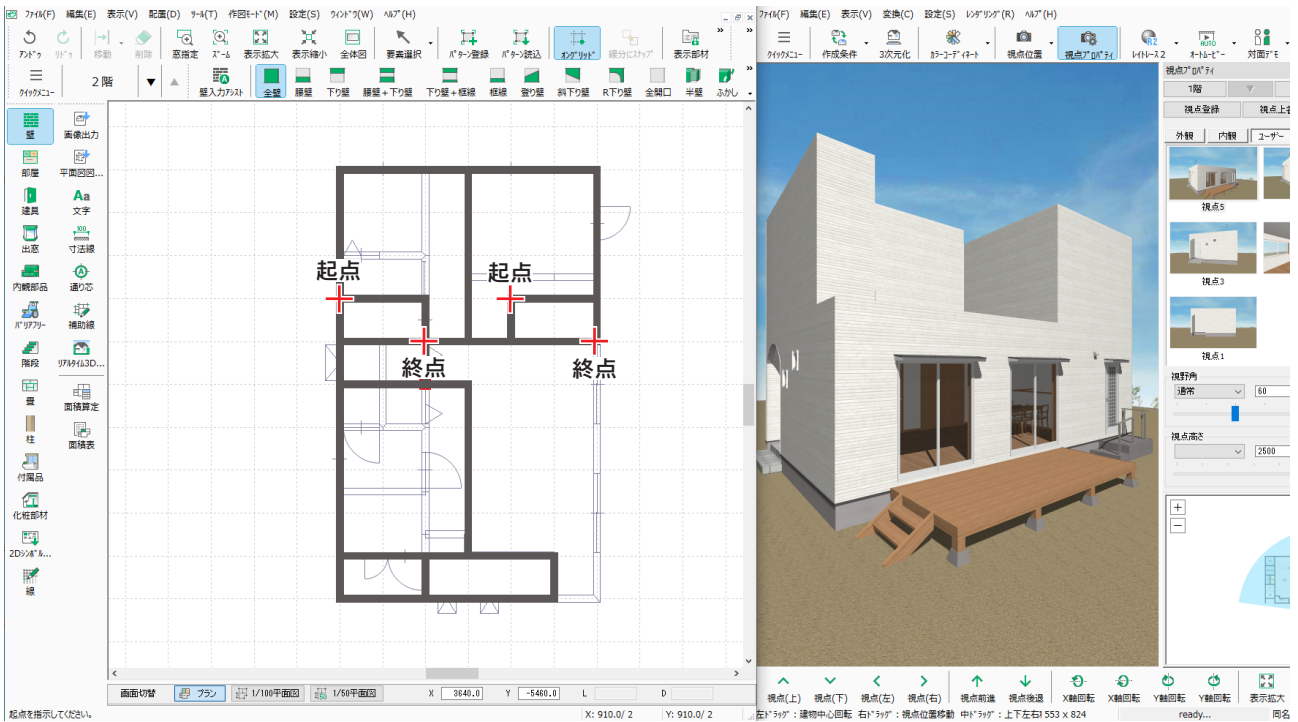 ファイル(F) 編集(E) 表示(V) 配置(D) ツール(T) 作図モード(M) 設定(S) ウィンドウ(W) ヘルプ(H)
アンドゥ リドゥ 移動 削除 窓指定 ズーム 表示拡大 表示縮小 全体図 要素選択 パターン登録 パターン読込 オングリッド 線分にスナップ 表示部材
クイックメニュー 2階 ▼ ▲ 壁入力アシスト 全壁 腰壁 下り壁 腰壁+下り壁 下り壁+框線 框線 登り壁 斜下り壁 R下り壁 全開口 半壁 ふかし
壁 画像出力
部屋 平面図図...
建具 文字
出窓 寸法線
内観部品 通り芯
バリアフリー 補助線
階段 リアルタイム3D...
畳 面積算定
柱 面積表
付属品
化粧部材
2Dシンボル...
線
起点 起点
終点 終点
画面切替 プラン 1/100平面図 1/50平面図 X 3640.0 Y -5460.0 L D
起点を指示してください。 X: 910.0/ 2 Y: 910.0/ 2
ファイル(F) 編集(E) 表示(V) 変換(C) 設定(S) レンダリング(R) ヘルプ(H)
クイックメニュー 作成条件 3次元化 カラーコーディネート 視点位置 視点プロパティ レイトレース2 オートムービー 対面デモ
視点プロパティ
1階 ▼
視点登録 視点上
外観 内観 ユーザー
視点5
視点3
視点1
視野角
通常 60
視点高さ
2500
視点(上) 視点(下) 視点(左) 視点(右) 視点前進 視点後退 X軸回転 X軸回転 Y軸回転 Y軸回転 表示拡大
左ドラッグ:建物中心回転 右ドラッグ:視点位置移動 中ドラッグ:上下左右 553 x 824 ready... 同名